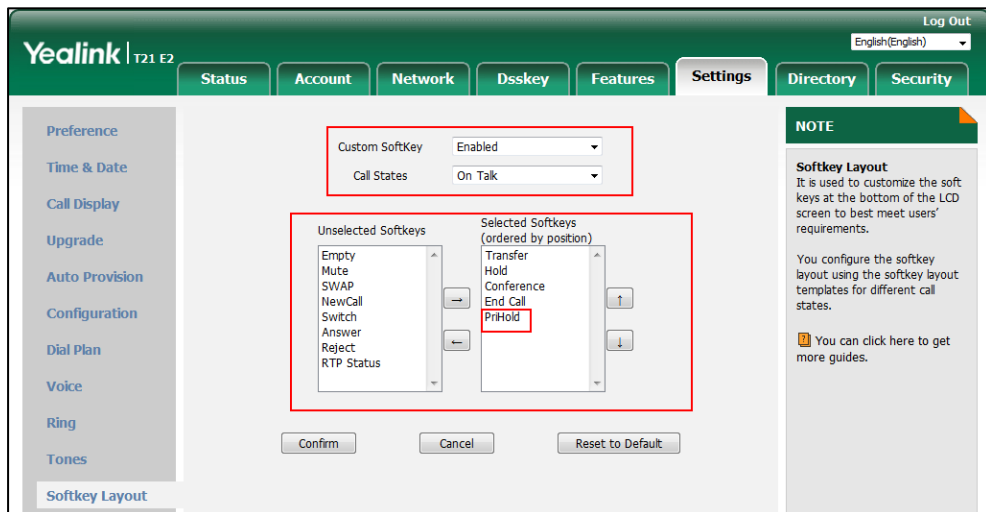 Log Out
English(English)
Yealink | T21 E2
Status
Account
Network
Dsskey
Features
Settings
Directory
Security
Preference
Time & Date
Call Display
Upgrade
Auto Provision
Configuration
Dial Plan
Voice
Ring
Tones
Softkey Layout
Custom SoftKey
Enabled
Call States
On Talk
Unselected Softkeys
Empty
Mute
SWAP
NewCall
Switch
Answer
Reject
RTP Status
→
←
Selected Softkeys
(ordered by position)
Transfer
Hold
Conference
End Call
PriHold
↑
↓
Confirm
Cancel
Reset to Default
NOTE
Softkey Layout
It is used to customize the soft
keys at the bottom of the LCD
screen to best meet users'
requirements.
You configure the softkey
layout using the softkey layout
templates for different call
states.
? You can click here to get
more guides.